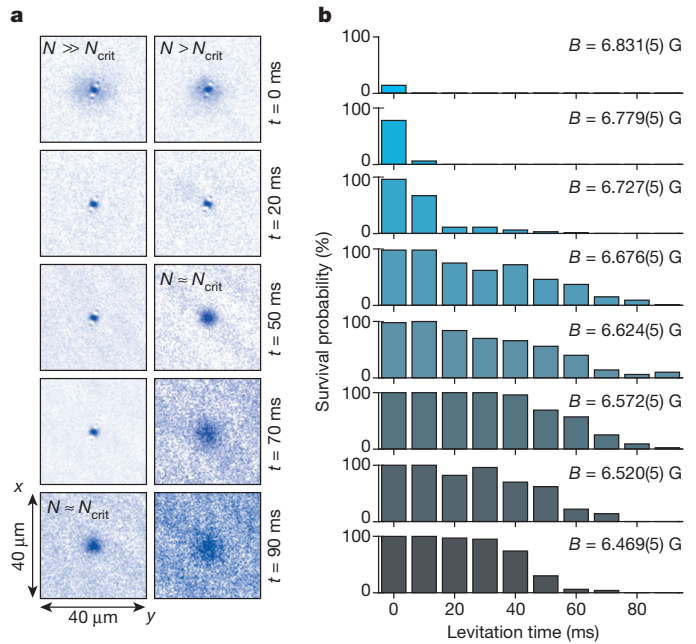 a
N ≫ Ncrit
N > Ncrit
t = 0 ms
t = 20 ms
N ≈ Ncrit
t = 50 ms
t = 70 ms
N ≈ Ncrit
t = 90 ms
x
40 μm
40 μm
y
b
Survival probability (%)
100
0
B = 6.831(5) G
100
0
B = 6.779(5) G
100
0
B = 6.727(5) G
100
0
B = 6.676(5) G
100
0
B = 6.624(5) G
100
0
B = 6.572(5) G
100
0
B = 6.520(5) G
100
0
B = 6.469(5) G
0 20 40 60 80
Levitation time (ms)